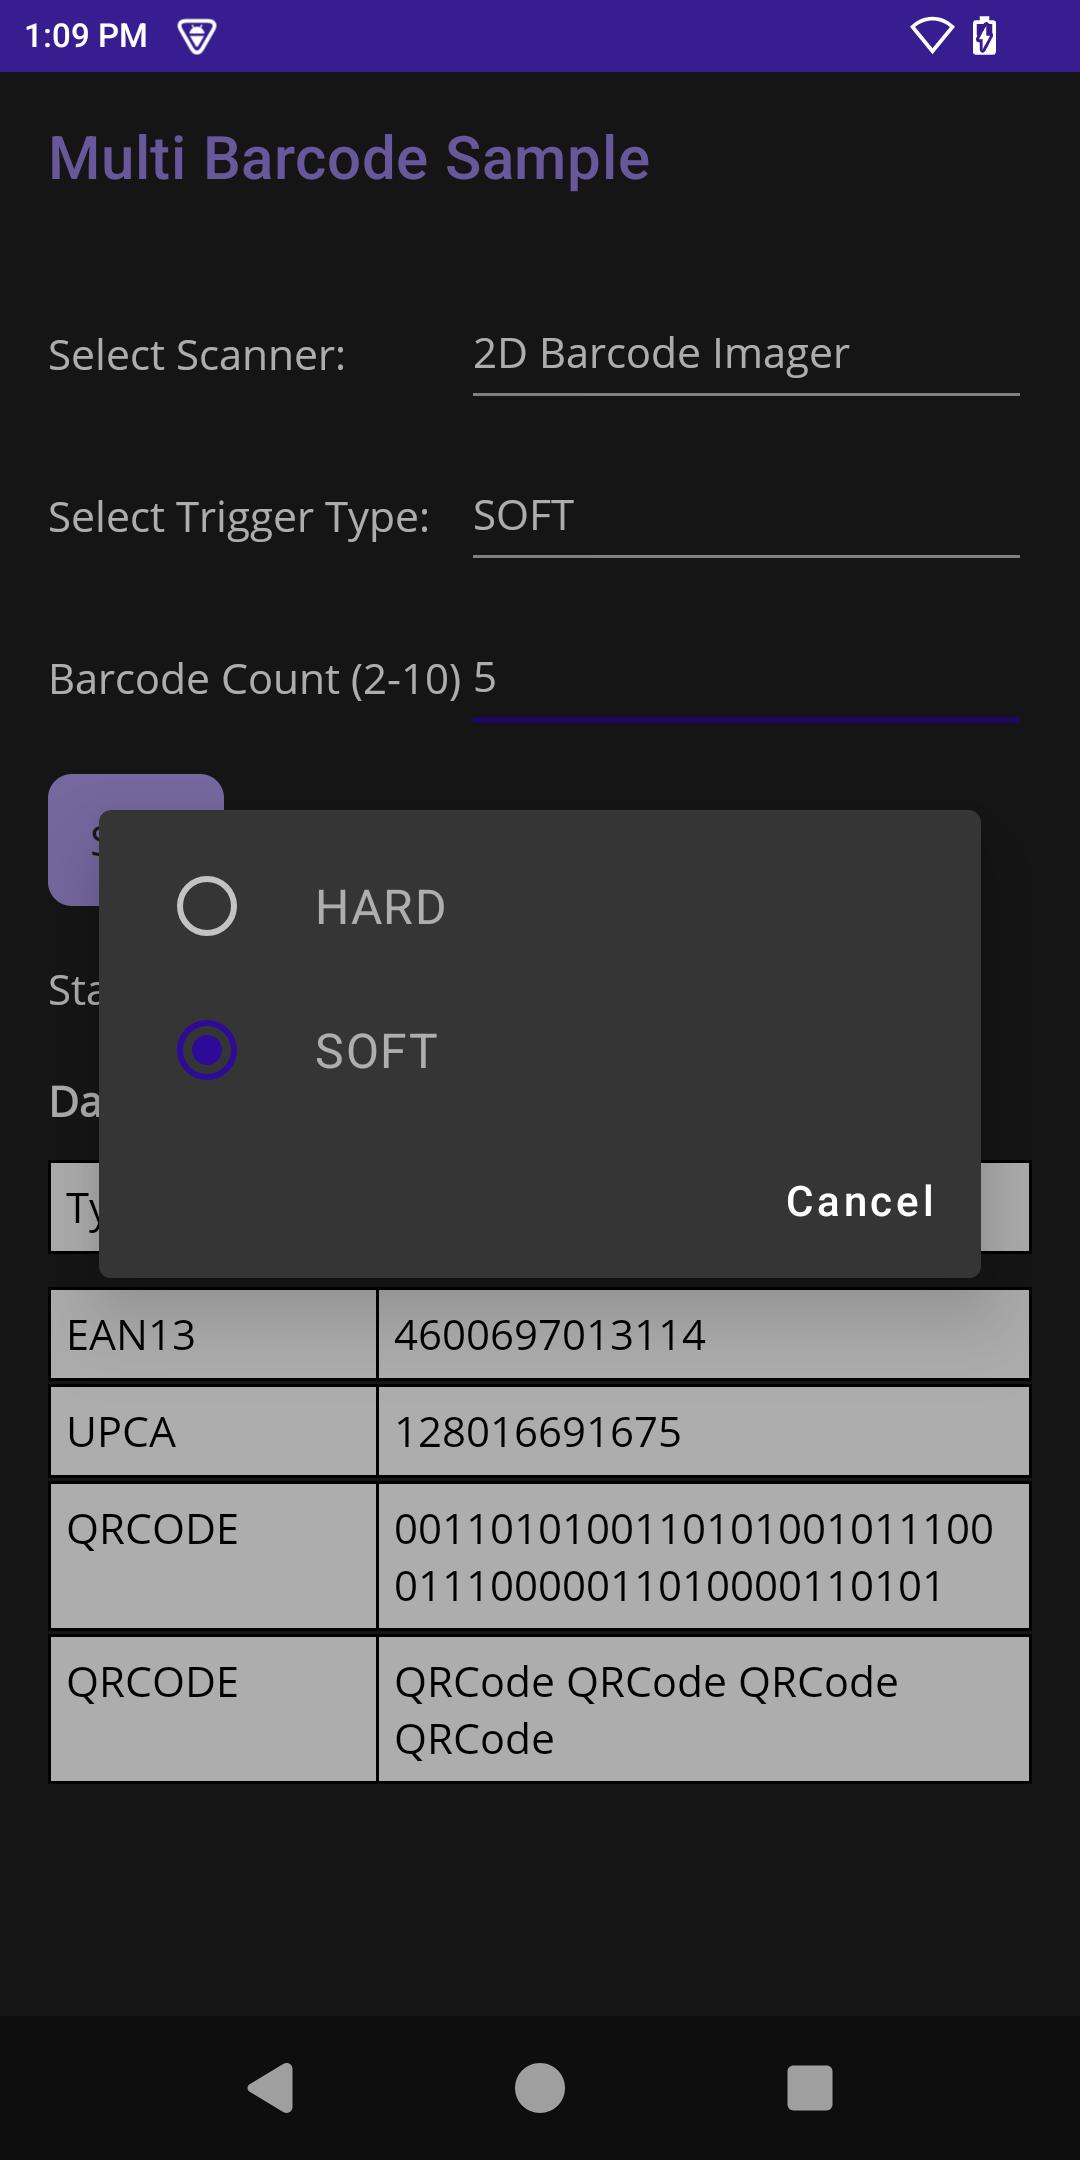 1:09 PM
Multi Barcode Sample
Select Scanner: 2D Barcode Imager
Select Trigger Type: SOFT
Barcode Count (2-10) 5
HARD
SOFT
Cancel
EAN13 4600697013114
UPCA 128016691675
QRCODE 0011010100110101001011100
01110000011010000110101
QRCODE QRCode QRCode QRCode
QRCode